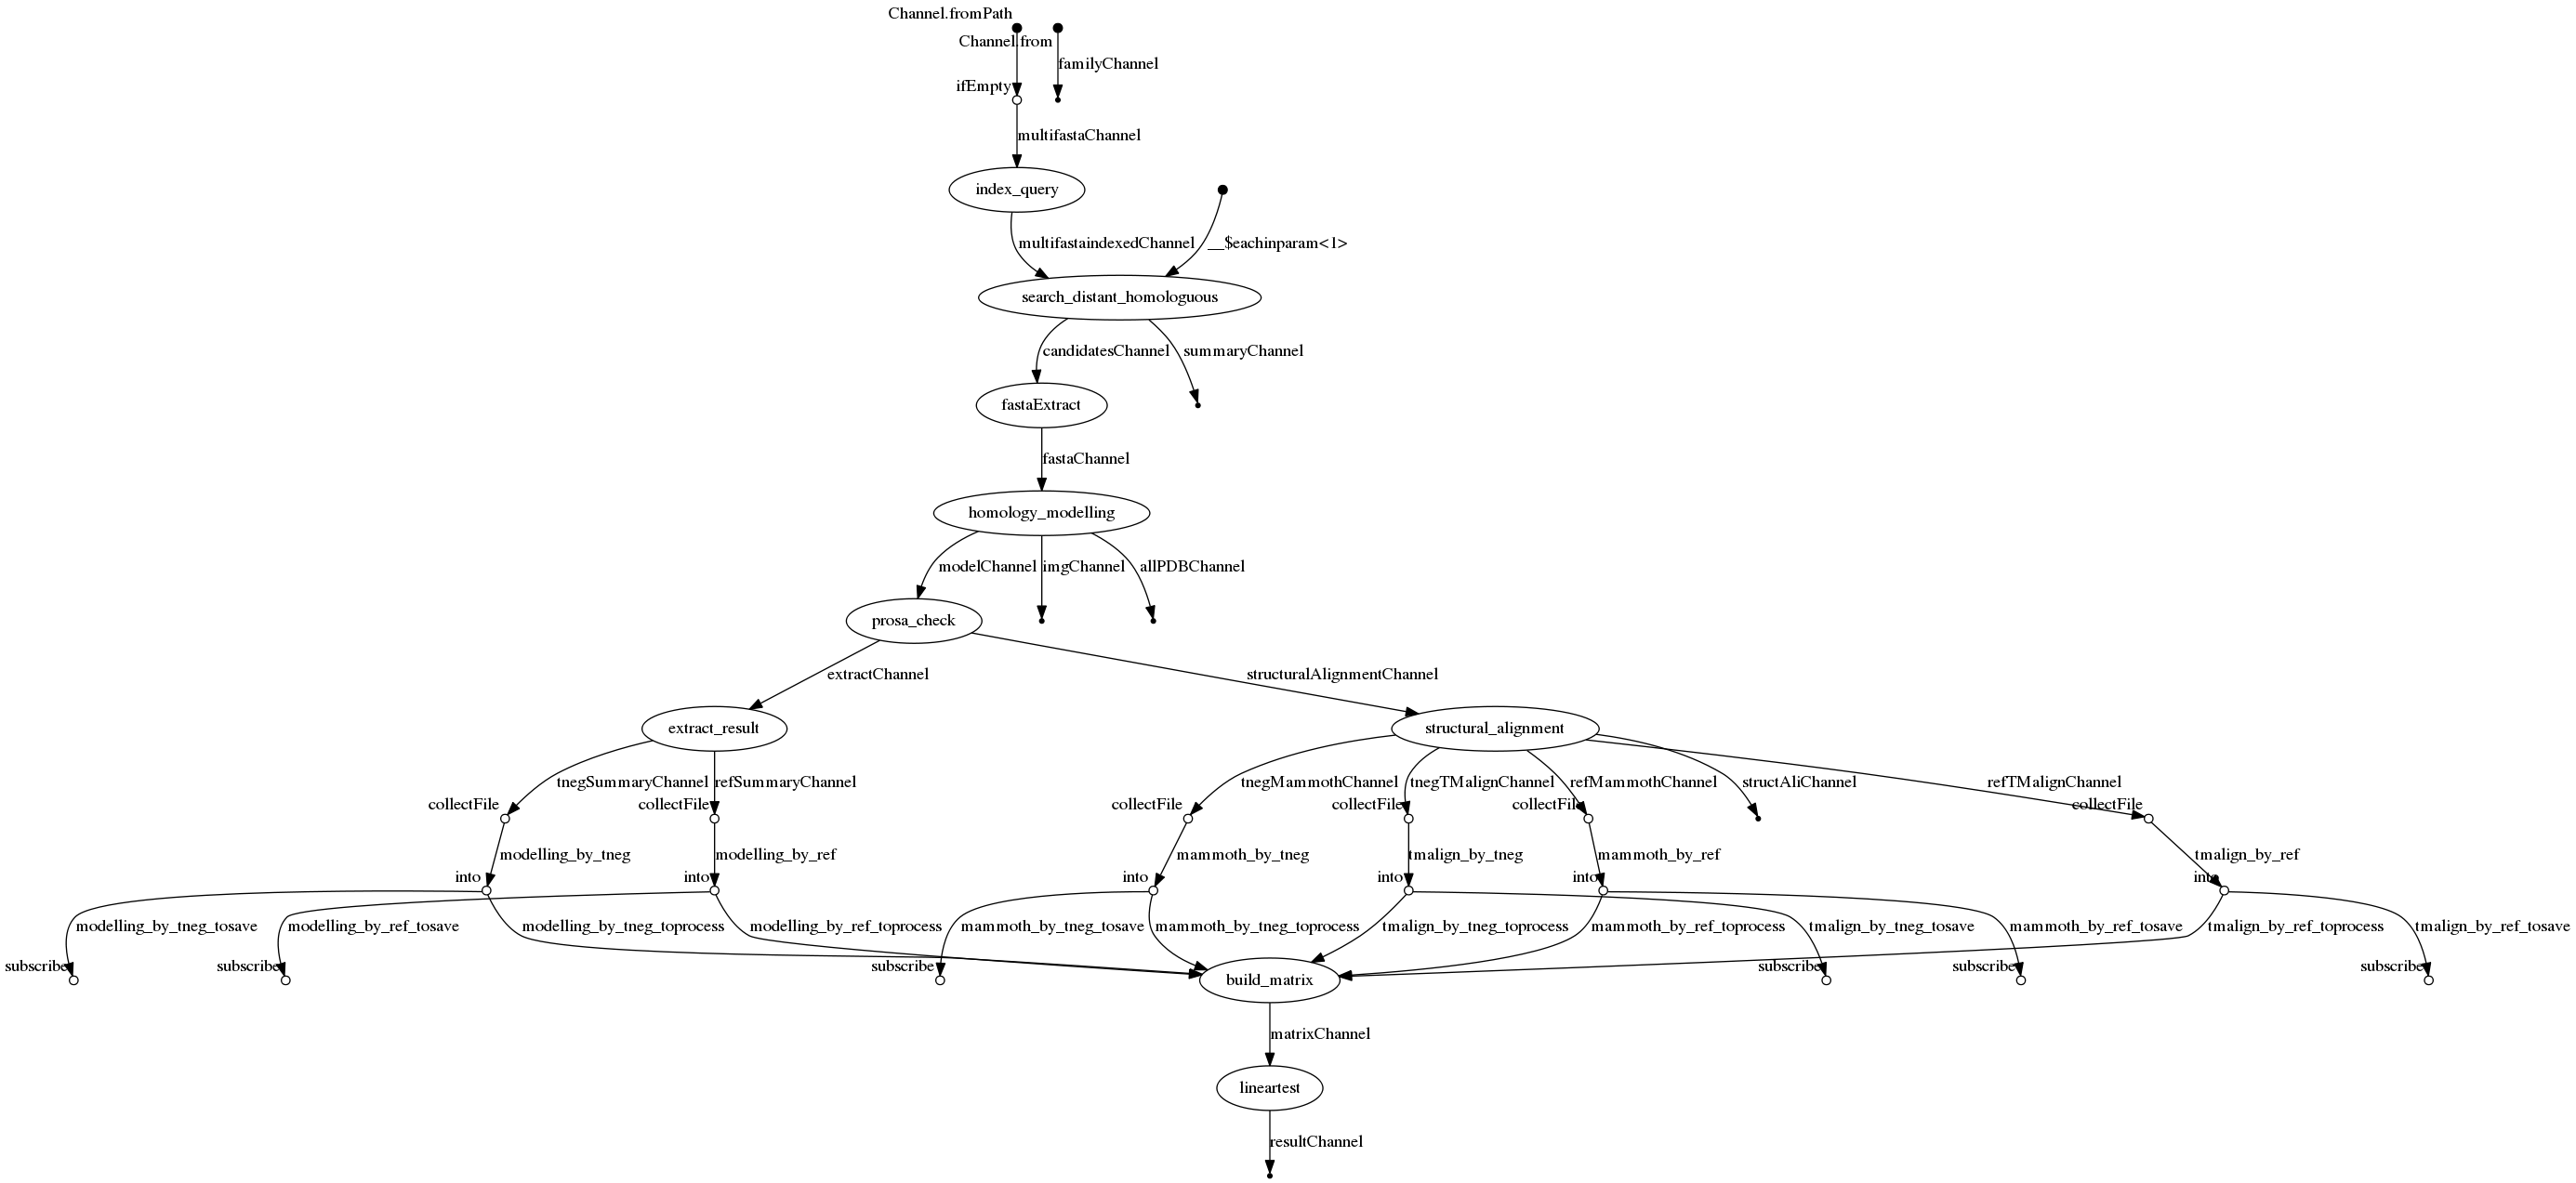 Channel.fromPath
Channel.from
familyChannel
ifEmpty
multifastaChannel
index_query
multifastaindexedChannel
__$eachinparam<1>
search_distant_homologuous
candidatesChannel
summaryChannel
fastaExtract
fastaChannel
homology_modelling
modelChannel
imgChannel
allPDBChannel
prosa_check
extractChannel
structuralAlignmentChannel
extract_result
structural_alignment
tnegSummaryChannel
refSummaryChannel
tnegMammothChannel
tnegTMalignChannel
refMammothChannel
structAliChannel
refTMalignChannel
collectFile
collectFile
collectFile
collectFile
collectFile
collectFile
modelling_by_tneg
modelling_by_ref
mammoth_by_tneg
tmalign_by_tneg
mammoth_by_ref
tmalign_by_ref
into
into
into
into
into
into
modelling_by_tneg_tosave
modelling_by_ref_tosave
modelling_by_tneg_toprocess
modelling_by_ref_toprocess
mammoth_by_tneg_tosave
mammoth_by_tneg_toprocess
tmalign_by_tneg_toprocess
mammoth_by_ref_toprocess
tmalign_by_tneg_tosave
mammoth_by_ref_tosave
tmalign_by_ref_toprocess
tmalign_by_ref_tosave
subscribe
subscribe
subscribe
build_matrix
subscribe
subscribe
subscribe
matrixChannel
lineartest
resultChannel